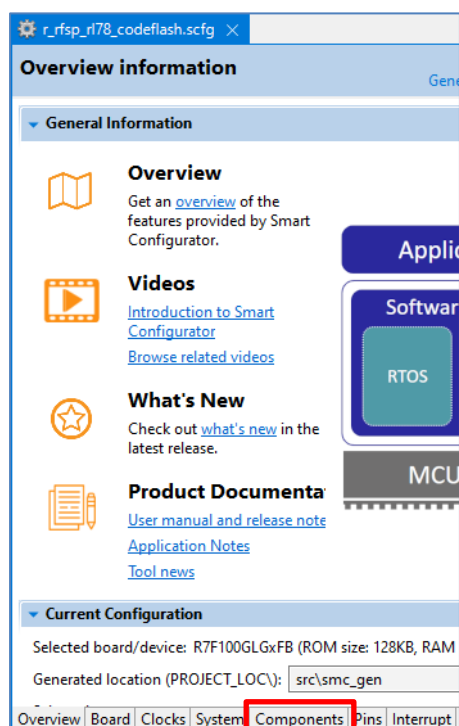 r_rfsp_rl78_codeflash.scfg
Overview information
Gene
General Information
Overview
Get an overview of the
features provided by Smart
Configurator.
Videos
Introduction to Smart
Configurator
Browse related videos
What's New
Check out what's new in the
latest release.
Product Documenta
User manual and release note
Application Notes
Tool news
Applic
Softwar
RTOS
MCU
Current Configuration
Selected board/device: R7F100GLGxFB (ROM size: 128KB, RAM
Generated location (PROJECT_LOC\): src\smc_gen
Overview Board Clocks System Components Pins Interrupt